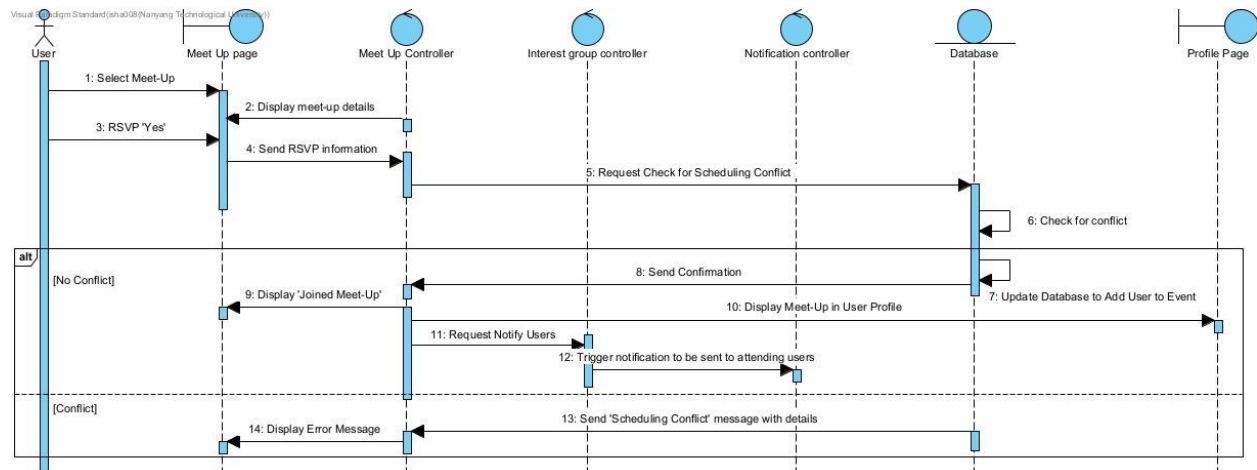 Visual Paradigm Standard(isha008(Nanyang Technological University))
User
Meet Up page
Meet Up Controller
Interest group controller
Notification controller
Database
Profile Page
1: Select Meet-Up
2: Display meet-up details
3: RSVP 'Yes'
4: Send RSVP information
5: Request Check for Scheduling Conflict
6: Check for conflict
alt
[No Conflict]
8: Send Confirmation
9: Display 'Joined Meet-Up'
7: Update Database to Add User to Event
10: Display Meet-Up in User Profile
11: Request Notify Users
12: Trigger notification to be sent to attending users
[Conflict]
13: Send 'Scheduling Conflict' message with details
14: Display Error Message